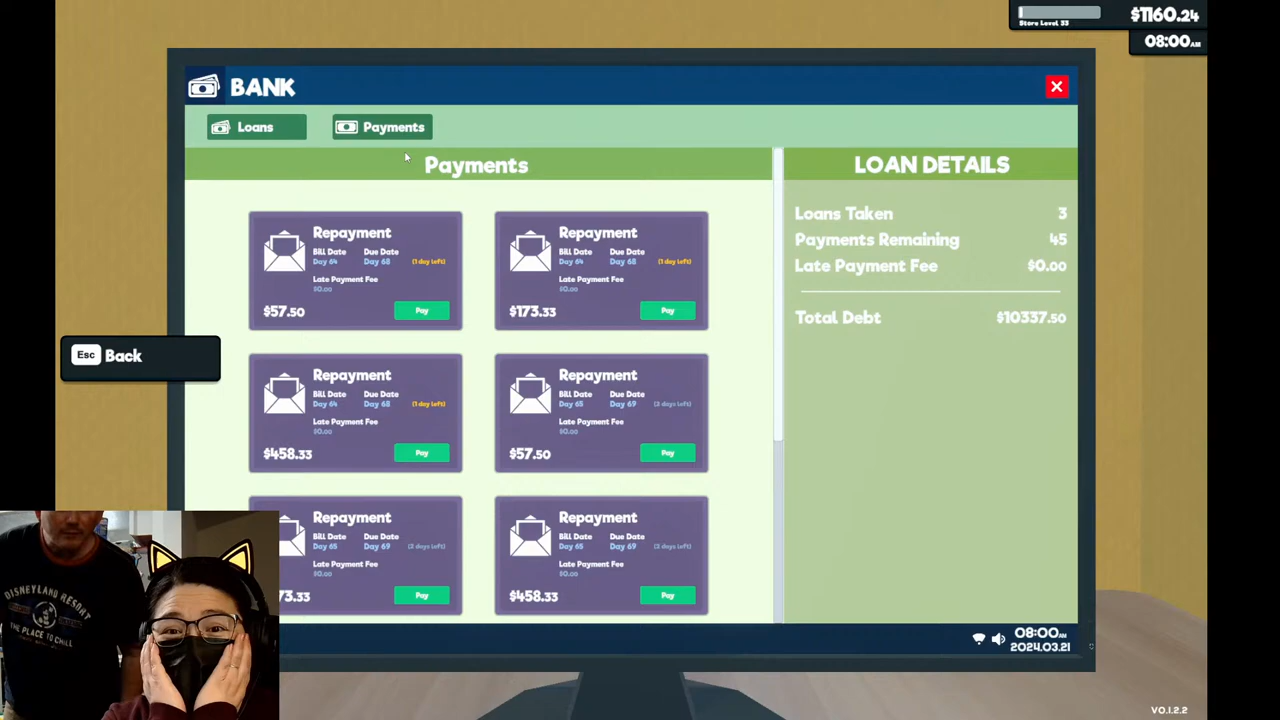 $1160.24
Store Level 33
08:00AM
BANK
Loans
Payments
Payments
LOAN DETAILS
Repayment
Bill Date Due Date
Day 64 Day 68 (1 day left)
Late Payment Fee
$0.00
$57.50 Pay
Repayment
Bill Date Due Date
Day 64 Day 68 (1 day left)
Late Payment Fee
$0.00
$173.33 Pay
Loans Taken 3
Payments Remaining 45
Late Payment Fee $0.00
Total Debt $10337.50
Esc Back
Repayment
Bill Date Due Date
Day 64 Day 68 (1 day left)
Late Payment Fee
$0.00
$458.33 Pay
Repayment
Bill Date Due Date
Day 65 Day 69 (2 days left)
Late Payment Fee
$0.00
$57.50 Pay
Repayment
Bill Date Due Date
Day 65 Day 69 (2 days left)
Late Payment Fee
$0.00
73.33 Pay
Repayment
Bill Date Due Date
Day 65 Day 69 (2 days left)
Late Payment Fee
$0.00
$458.33 Pay
DISNEYLAND RESORT
THE PLACE TO CHILL
08:00AM
2024.03.21
V0.1.2.2